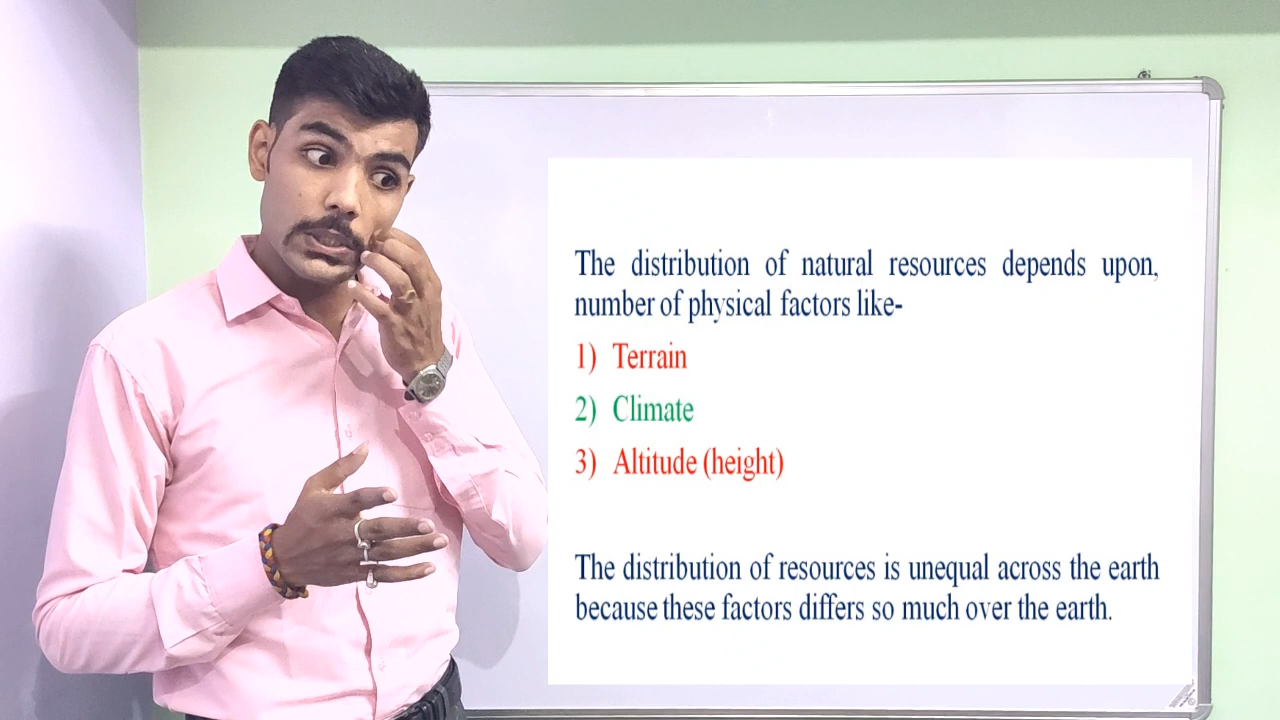 The distribution of natural resources depends upon,
number of physical factors like-
1) Terrain
2) Climate
3) Altitude (height)
The distribution of resources is unequal across the earth
because these factors differs so much over the earth.